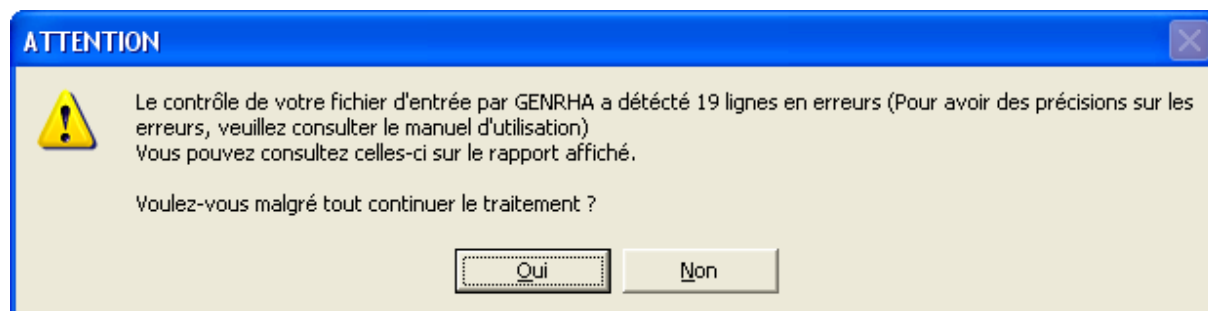 ATTENTION
Le contrôle de votre fichier d'entrée par GENRHA a détécté 19 lignes en erreurs (Pour avoir des précisions sur les
erreurs, veuillez consulter le manuel d'utilisation)
Vous pouvez consultez celles-ci sur le rapport affiché.
Voulez-vous malgré tout continuer le traitement ?
Oui
Non